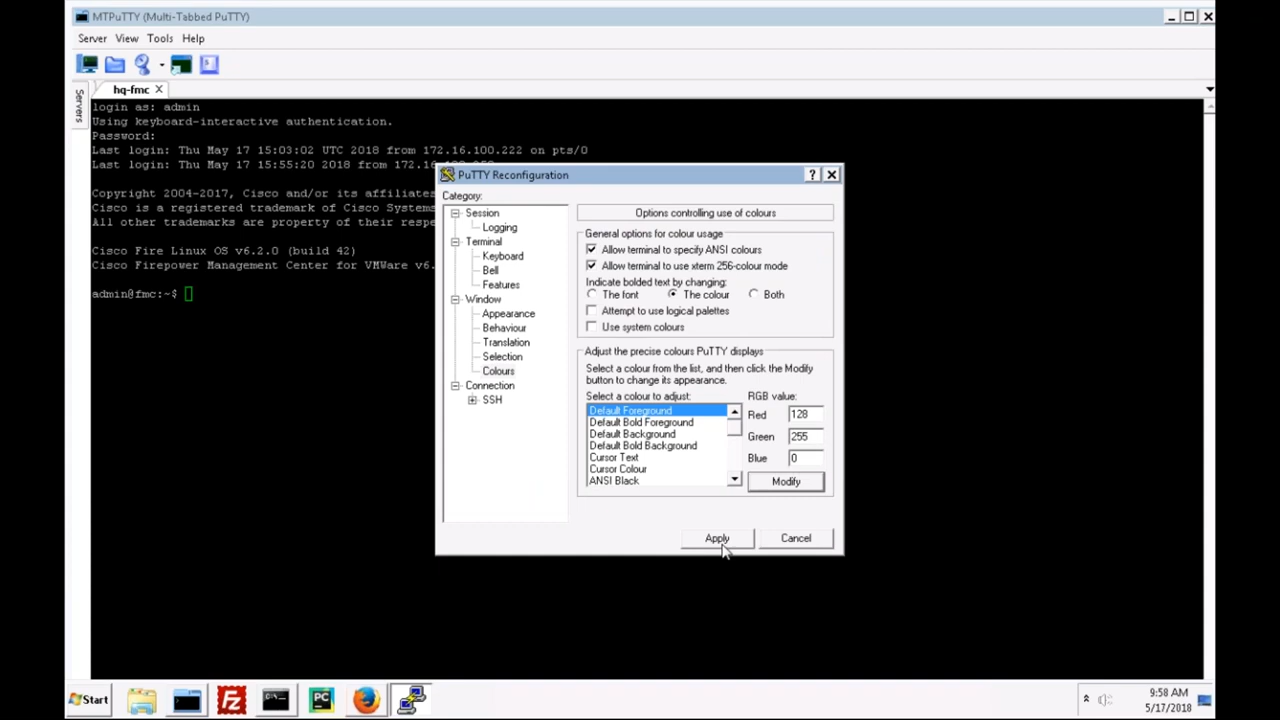 MTPuTTY (Multi-Tabbed PuTTY)
Server View Tools Help
Servers
hq-fmc
login as: admin
Using keyboard-interactive authentication.
Password:
Last login: Thu May 17 15:03:02 UTC 2018 from 172.16.100.222 on pts/0
Last login: Thu May 17 15:55:20 2018 from 172.16
Copyright 2004-2017, Cisco and/or its affiliates
Cisco is a registered trademark of Cisco Systems
All other trademarks are property of their respe
Cisco Fire Linux OS v6.2.0 (build 42)
Cisco Firepower Management Center for VMWare v6.
admin@fmc:~$
PuTTY Reconfiguration
Category:
Session
Logging
Terminal
Keyboard
Bell
Features
Window
Appearance
Behaviour
Translation
Selection
Colours
Connection
SSH
Options controlling use of colours
General options for colour usage
Allow terminal to specify ANSI colours
Allow terminal to use xterm 256-colour mode
Indicate bolded text by changing:
The font The colour Both
Attempt to use logical palettes
Use system colours
Adjust the precise colours PuTTY displays
Select a colour from the list, and then click the Modify
button to change its appearance.
Select a colour to adjust:
Default Foreground
Default Bold Foreground
Default Background
Default Bold Background
Cursor Text
Cursor Colour
ANSI Black
RGB value:
Red 128
Green 255
Blue 0
Modify
Apply Cancel
Start
FZ
PC
9:58 AM
5/17/2018